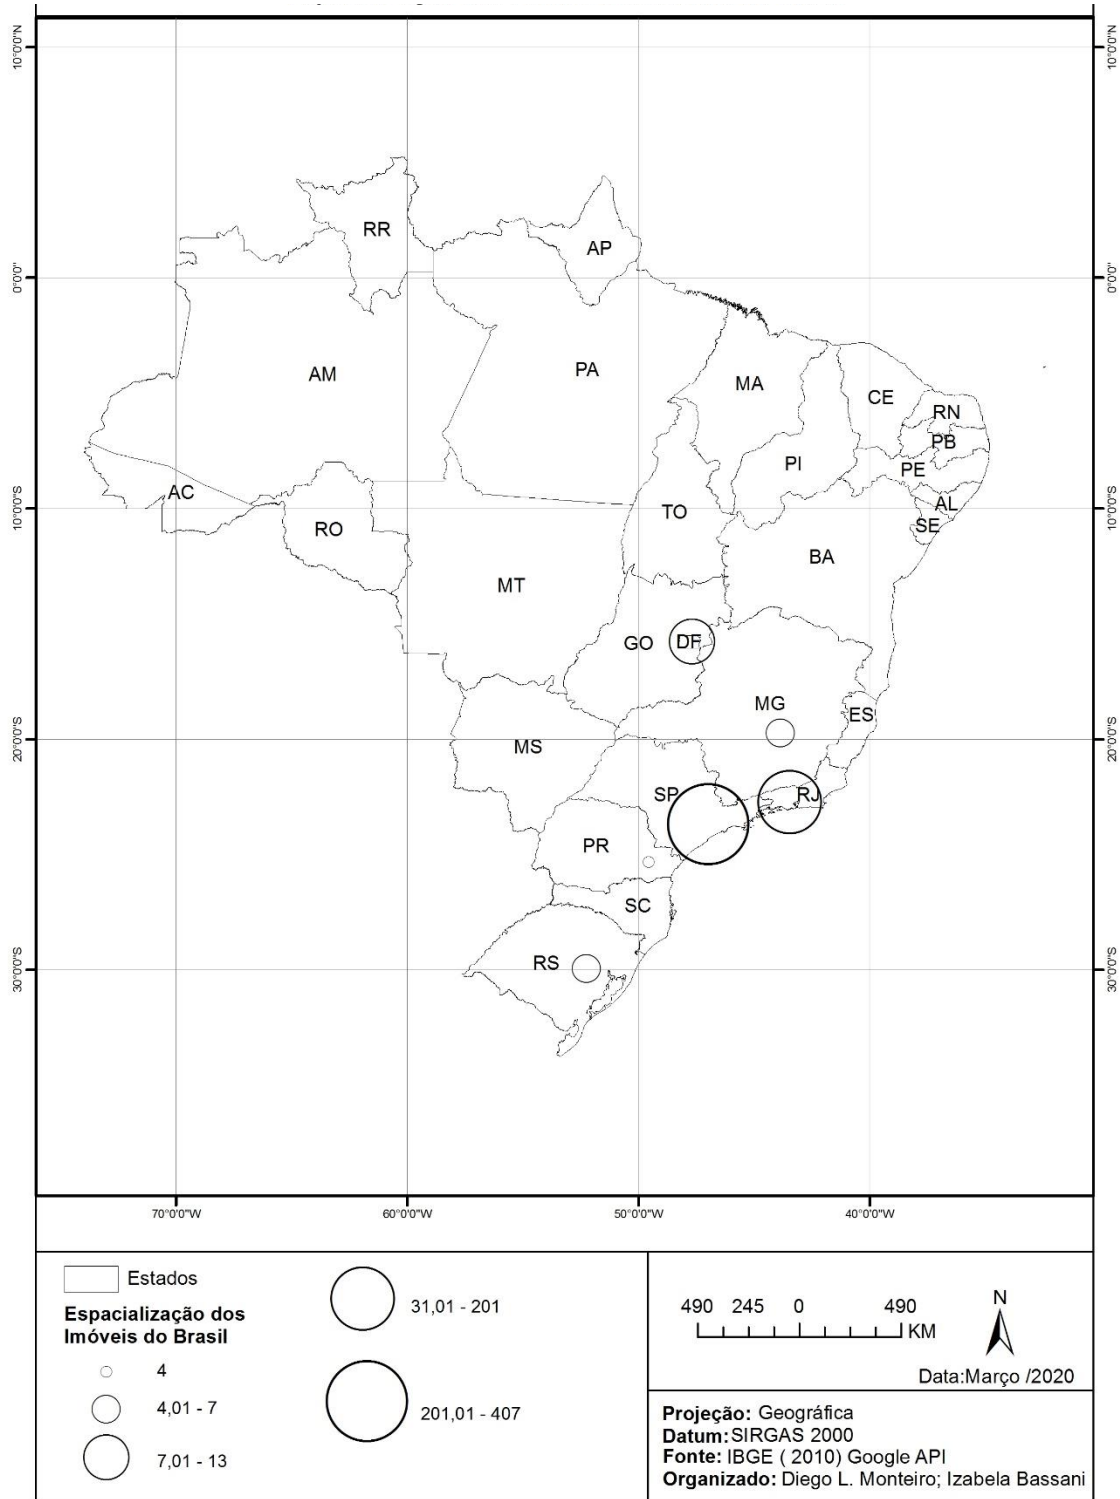 10°0'0"N
10°0'0"N
RR
AP
0°0'0"
0°0'0"
AM
PA
MA
CE
RN
PB
PI
PE
AC
TO
AL
10°0'0"S
10°0'0"S
RO
SE
BA
MT
GO
DF
MG
ES
20°0'0"S
20°0'0"S
MS
SP
RJ
PR
SC
RS
30°0'0"S
30°0'0"S
70°0'0"W
60°0'0"W
50°0'0"W
40°0'0"W
Estados
Espacialização dos
Imóveis do Brasil
4
4,01 - 7
7,01 - 13
31,01 - 201
201,01 - 407
490 245 0 490
KM
N
Data:Março /2020
Projeção: Geográfica
Datum:SIRGAS 2000
Fonte: IBGE ( 2010) Google API
Organizado: Diego L. Monteiro; Izabela Bassani